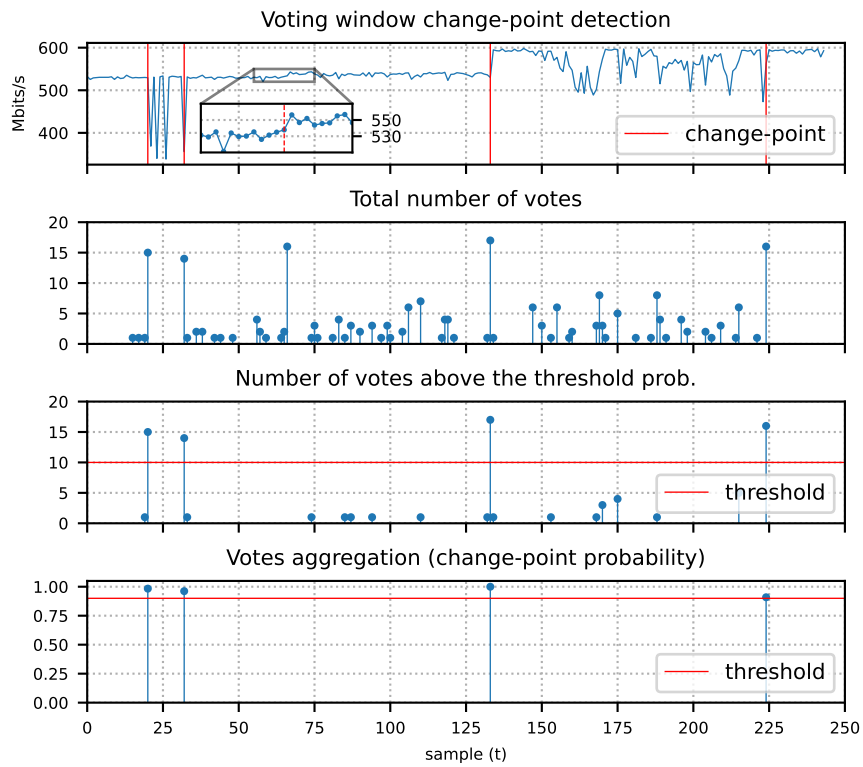 Voting window change-point detection
600
500
400
Mbits/s
550
530
change-point
Total number of votes
20
15
10
5
0
Number of votes above the threshold prob.
20
15
10
5
0
threshold
Votes aggregation (change-point probability)
1.00
0.75
0.50
0.25
0.00
threshold
0 25 50 75 100 125 150 175 200 225 250
sample (t)